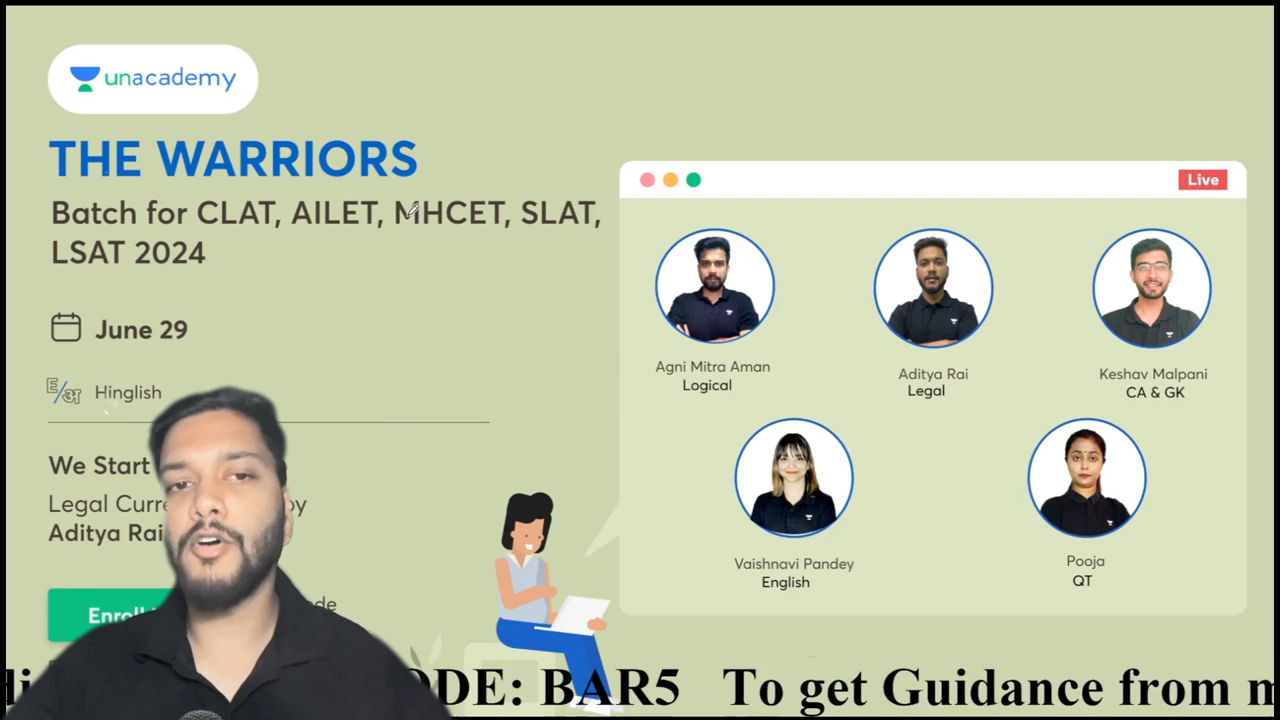 unacademy
THE WARRIORS
Batch for CLAT, AILET, MHCET, SLAT,
LSAT 2024
June 29
E/अ Hinglish
We Start
Legal by
Aditya Rai
Live
Agni Mitra Aman
Logical
Aditya Rai
Legal
Keshav Malpani
CA & GK
Vaishnavi Pandey
English
Pooja
QT
BAR5 To get Guidance from